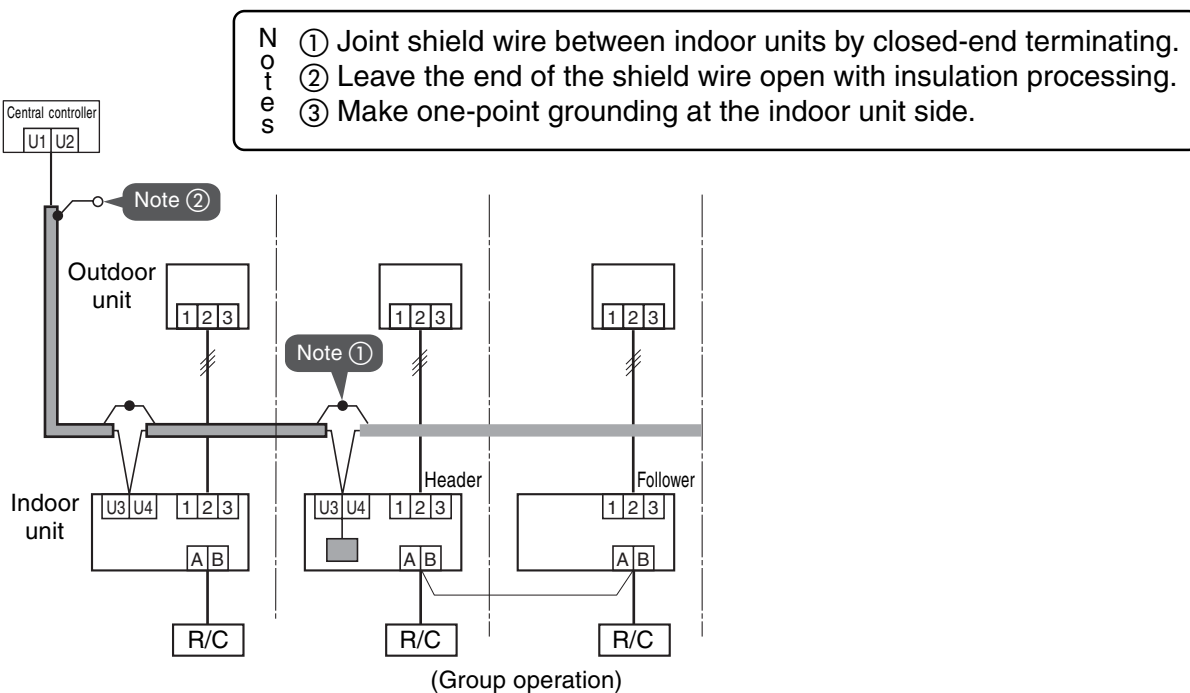 Notes
① Joint shield wire between indoor units by closed-end terminating.
② Leave the end of the shield wire open with insulation processing.
③ Make one-point grounding at the indoor unit side.
Central controller
U1 U2
Note ②
Outdoor
unit
1 2 3
1 2 3
1 2 3
Note ①
Header
Follower
Indoor
unit
U3 U4
1 2 3
U3 U4
1 2 3
1 2 3
A B
A B
A B
R/C
R/C
R/C
(Group operation)